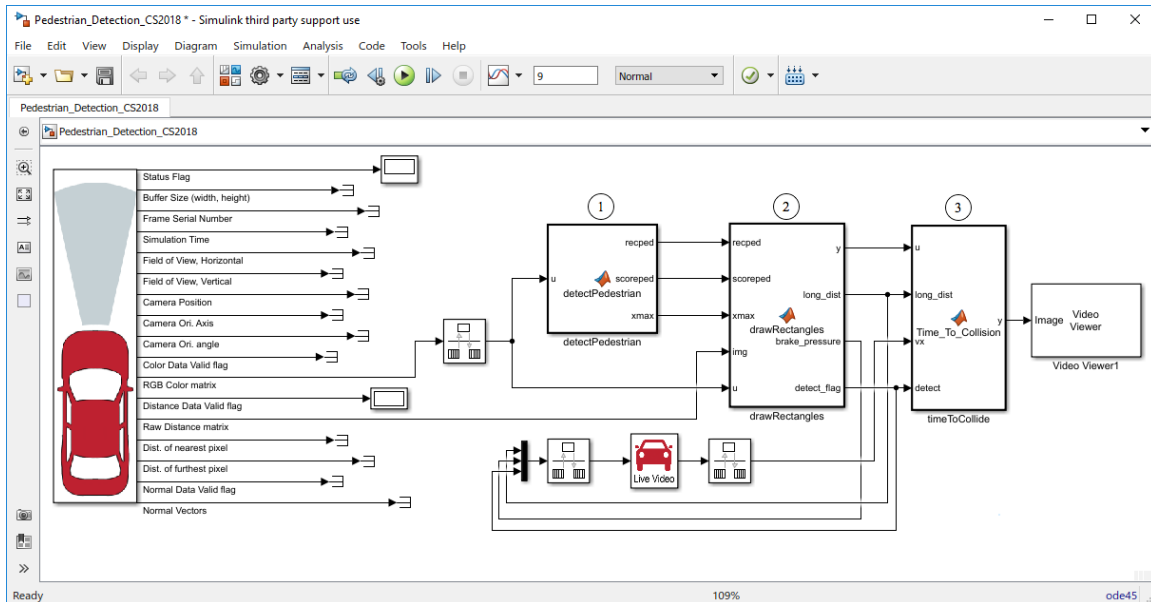 Pedestrian_Detection_CS2018 * - Simulink third party support use
File Edit View Display Diagram Simulation Analysis Code Tools Help
9 Normal
Pedestrian_Detection_CS2018
Pedestrian_Detection_CS2018
Status Flag
Buffer Size (width, height)
Frame Serial Number
Simulation Time
Field of View, Horizontal
Field of View, Vertical
Camera Position
Camera Ori. Axis
Camera Ori. angle
Color Data Valid flag
RGB Color matrix
Distance Data Valid flag
Raw Distance matrix
Dist. of nearest pixel
Dist. of furthest pixel
Normal Data Valid flag
Normal Vectors
1
u
recped
scoreped
xmax
detectPedestrian
detectPedestrian
2
recped
scoreped
xmax
img
u
y
long_dist
brake_pressure
detect_flag
drawRectangles
drawRectangles
3
u
long_dist
vx
detect
y
Time_To_Collision
timeToCollide
Image Video
Viewer
Video Viewer1
Live Video
A
Ready 109% ode45